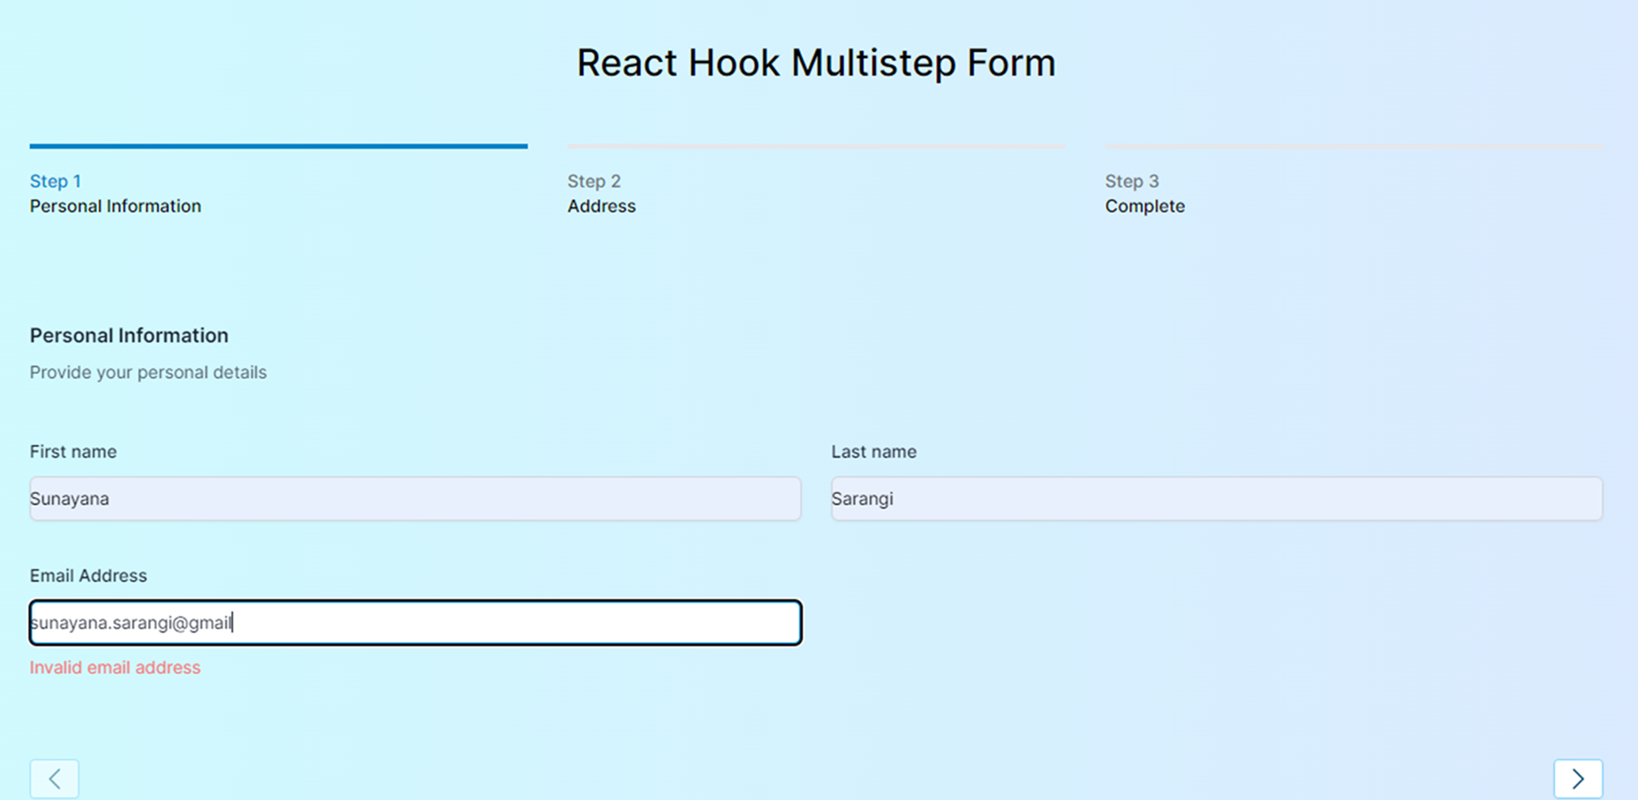 React Hook Multistep Form
Step 1
Personal Information
Step 2
Address
Step 3
Complete
Personal Information
Provide your personal details
First name
Sunayana
Last name
Sarangi
Email Address
sunayana.sarangi@gmail
Invalid email address